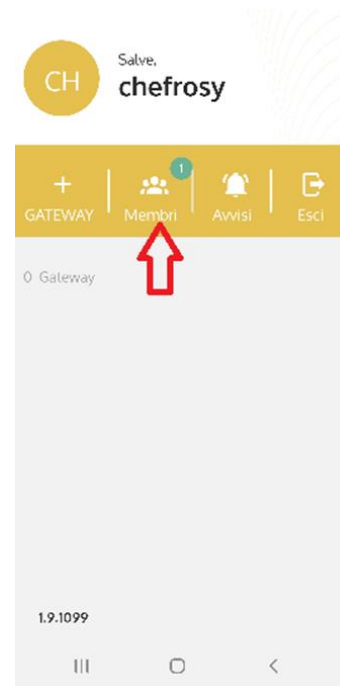 CH
Salve,
chefrosy
1
GATEWAY Membri Avvisi Esci
0 Gateway
1.9.1099